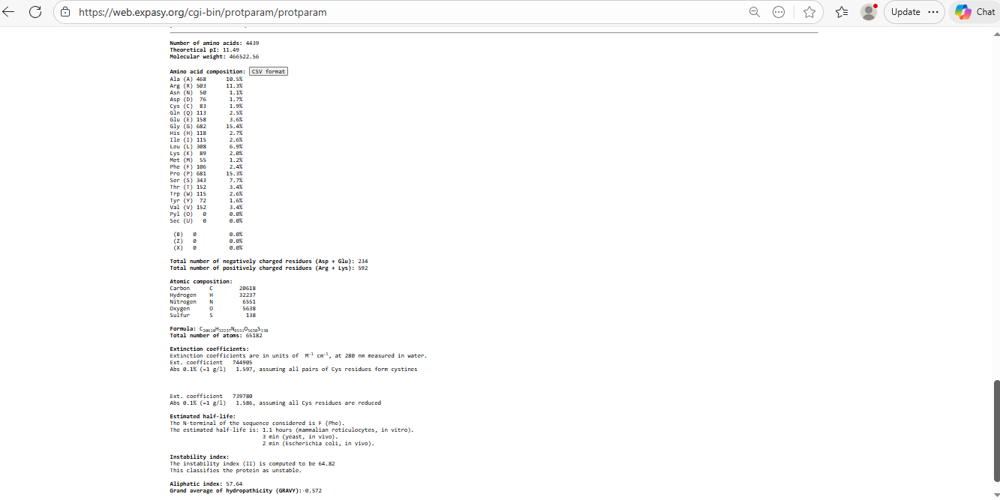 https://web.expasy.org/cgi-bin/protparam/protparam
Update
Chat
Number of amino acids: 4439
Theoretical pI: 11.49
Molecular weight: 466522.56
Amino acid composition: CSV format
Ala (A) 468 10.5%
Arg (R) 503 11.3%
Asn (N) 50 1.1%
Asp (D) 76 1.7%
Cys (C) 83 1.9%
Gln (Q) 113 2.5%
Glu (E) 158 3.6%
Gly (G) 682 15.4%
His (H) 118 2.7%
Ile (I) 115 2.6%
Leu (L) 308 6.9%
Lys (K) 89 2.0%
Met (M) 55 1.2%
Phe (F) 106 2.4%
Pro (P) 681 15.3%
Ser (S) 343 7.7%
Thr (T) 152 3.4%
Trp (W) 115 2.6%
Tyr (Y) 72 1.6%
Val (V) 152 3.4%
Pyl (O) 0 0.0%
Sec (U) 0 0.0%
(B) 0 0.0%
(Z) 0 0.0%
(X) 0 0.0%
Total number of negatively charged residues (Asp + Glu): 234
Total number of positively charged residues (Arg + Lys): 592
Atomic composition:
Carbon C 20618
Hydrogen H 32237
Nitrogen N 6551
Oxygen O 5638
Sulfur S 138
Formula: C20618H32237N6551O5638S138
Total number of atoms: 65182
Extinction coefficients:
Extinction coefficients are in units of M-1 cm-1, at 280 nm measured in water.
Ext. coefficient 744905
Abs 0.1% (=1 g/l) 1.597, assuming all pairs of Cys residues form cystines
Ext. coefficient 739780
Abs 0.1% (=1 g/l) 1.586, assuming all Cys residues are reduced
Estimated half-life:
The N-terminal of the sequence considered is F (Phe).
The estimated half-life is: 1.1 hours (mammalian reticulocytes, in vitro).
3 min (yeast, in vivo).
2 min (Escherichia coli, in vivo).
Instability index:
The instability index (II) is computed to be 64.82
This classifies the protein as unstable.
Aliphatic index: 57.64
Grand average of hydropathicity (GRAVY): -0.572